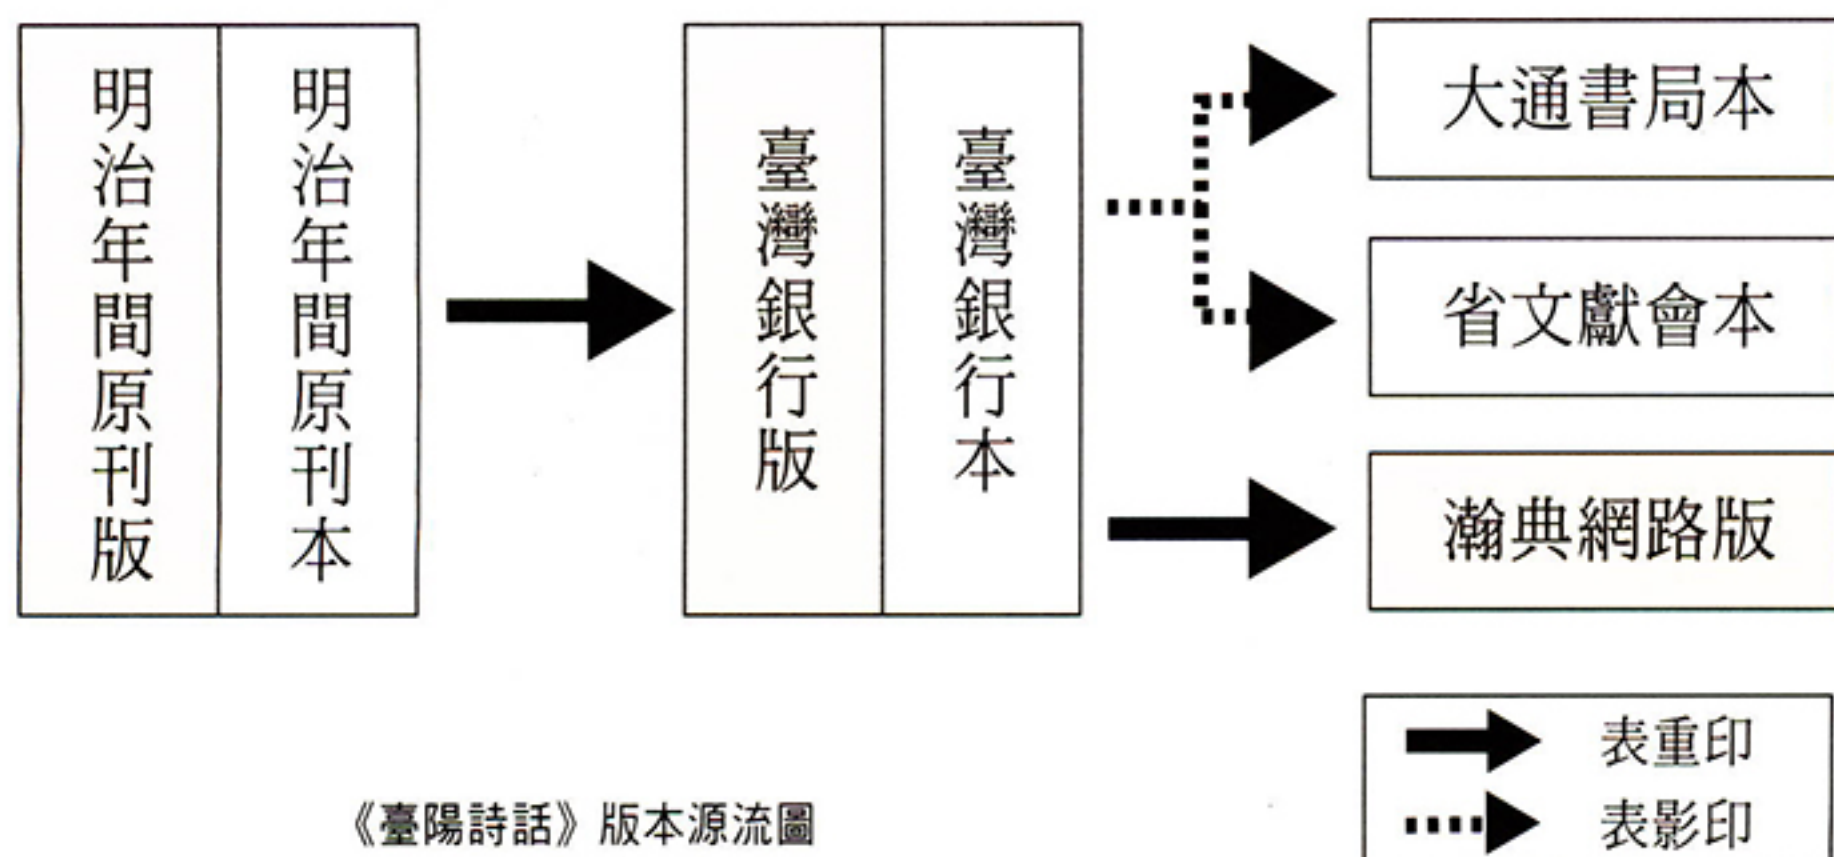 明治年間原刊版
明治年間原刊本
臺灣銀行版
臺灣銀行本
大通書局本
省文獻會本
瀚典網路版
表重印
表影印
《臺陽詩話》版本源流圖